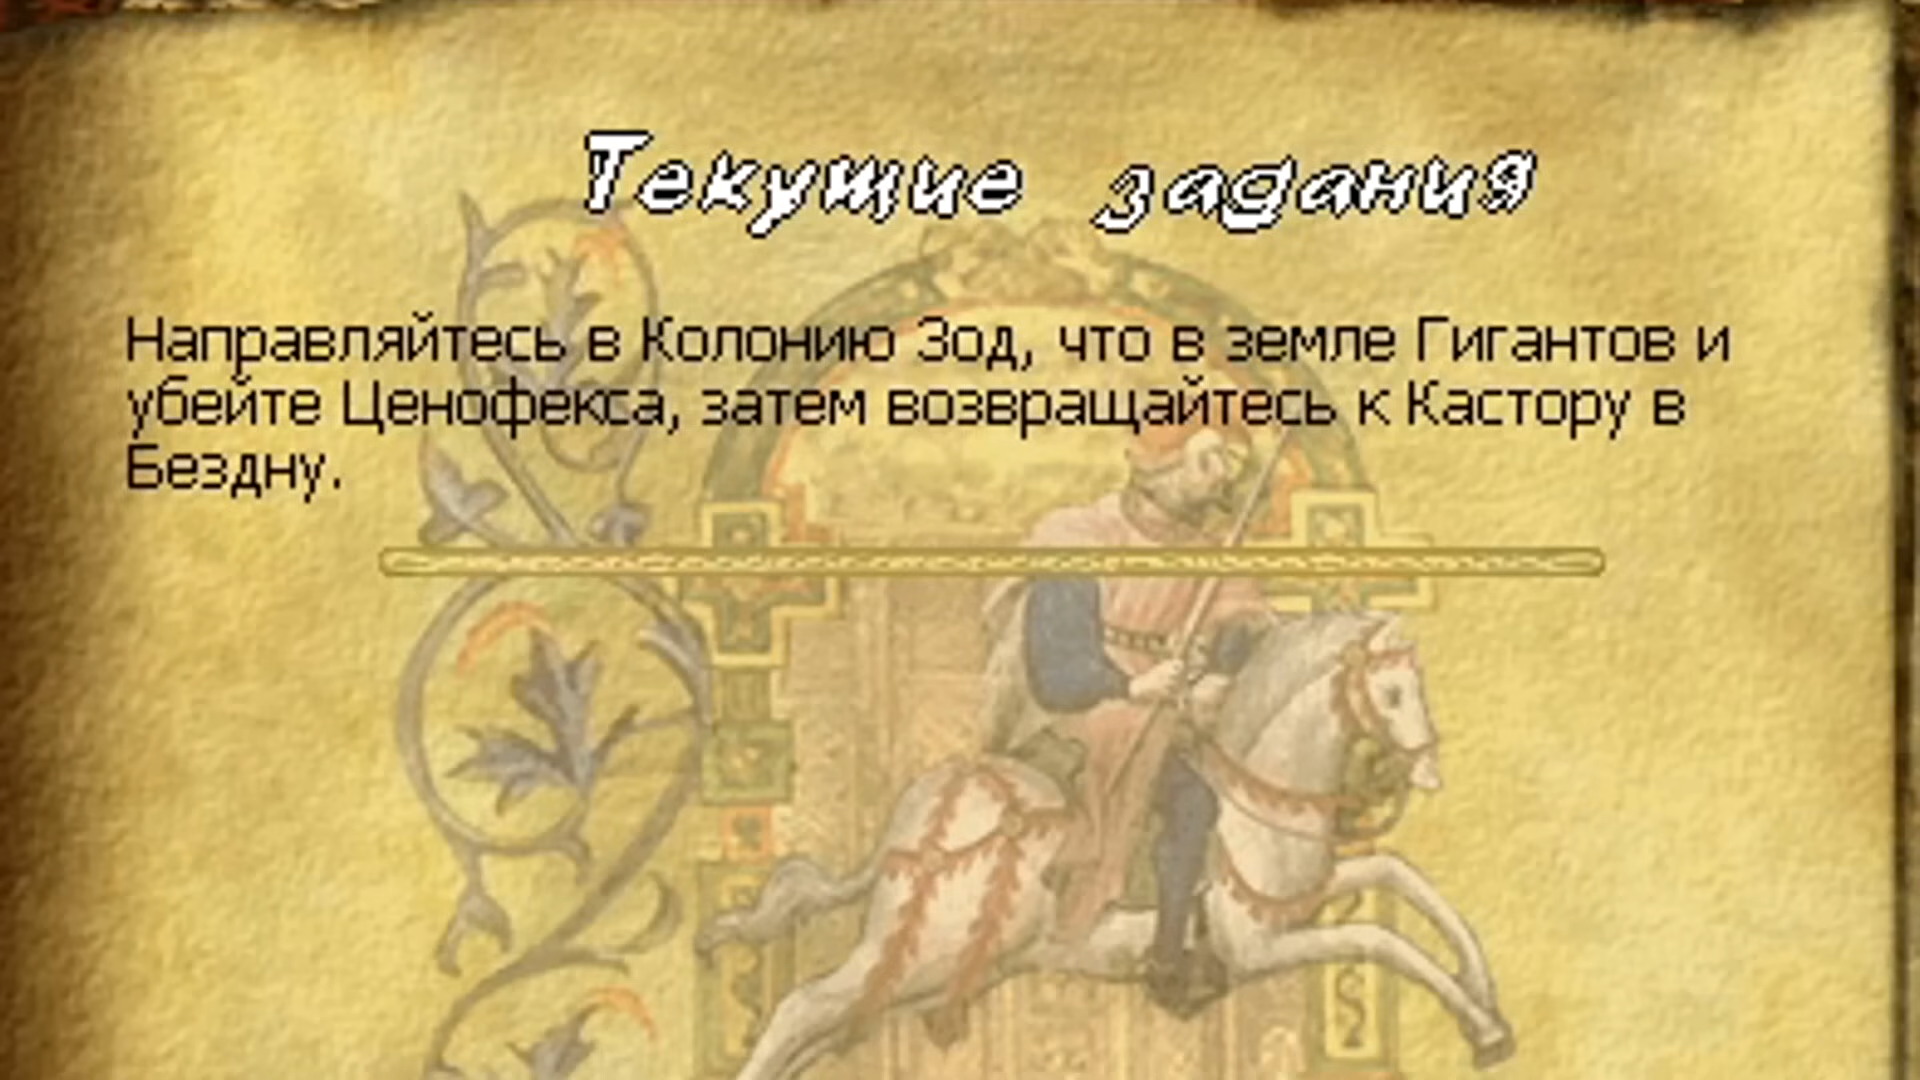 Текущие задания
Направляйтесь в Колонию Зод, что в земле Гигантов и
убейте Ценофекса, затем возвращайтесь к Кастору в
Бездну.